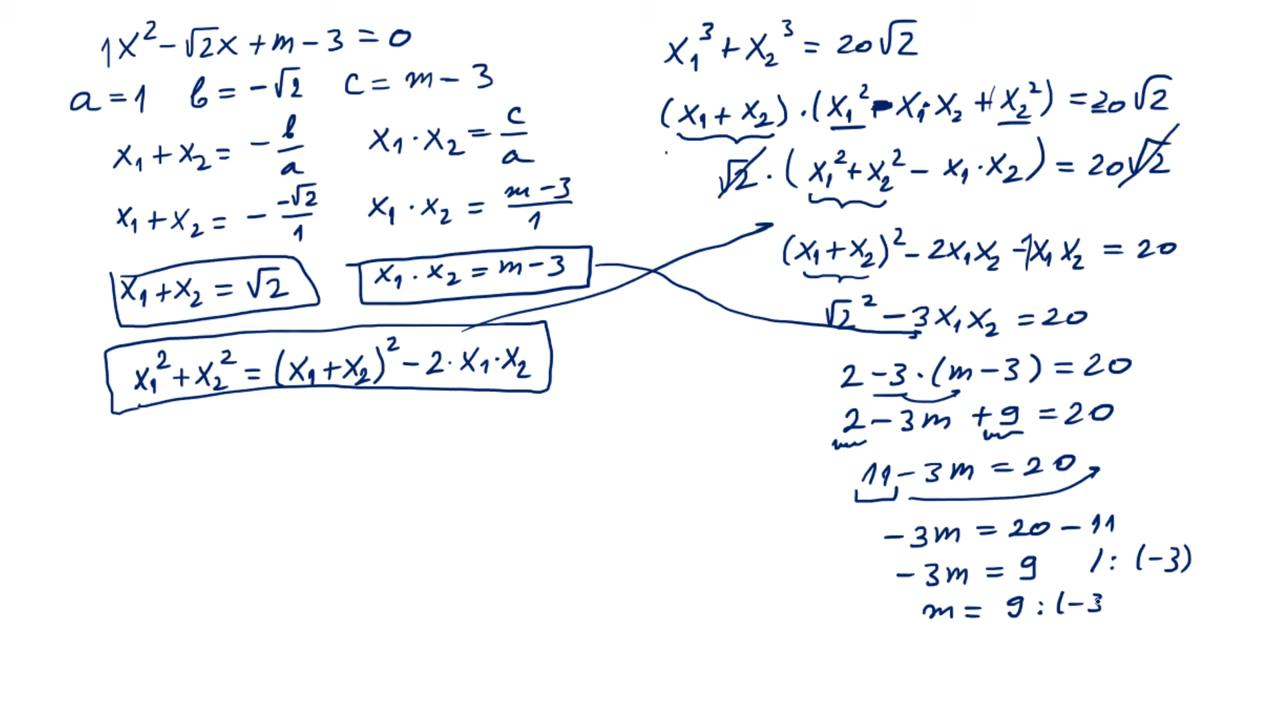 1x² - √2x + m - 3 = 0
a = 1   b = -√2   c = m - 3
x₁ + x₂ = - b/a   x₁ · x₂ = c/a
x₁ + x₂ = - -√2/1   x₁ · x₂ = m-3/1
x₁ + x₂ = √2   x₁ · x₂ = m - 3
x₁² + x₂² = (x₁ + x₂)² - 2 · x₁ · x₂
x₁³ + x₂³ = 20√2
(x₁ + x₂) · (x₁² - x₁ · x₂ + x₂²) = 20√2
√2 · (x₁² + x₂² - x₁ · x₂) = 20√2
(x₁ + x₂)² - 2x₁x₂ - 1x₁x₂ = 20
√2² - 3x₁x₂ = 20
2 - 3 · (m - 3) = 20
2 - 3m + 9 = 20
11 - 3m = 20
-3m = 20 - 11
-3m = 9   /: (-3)
m = 9 : (-3